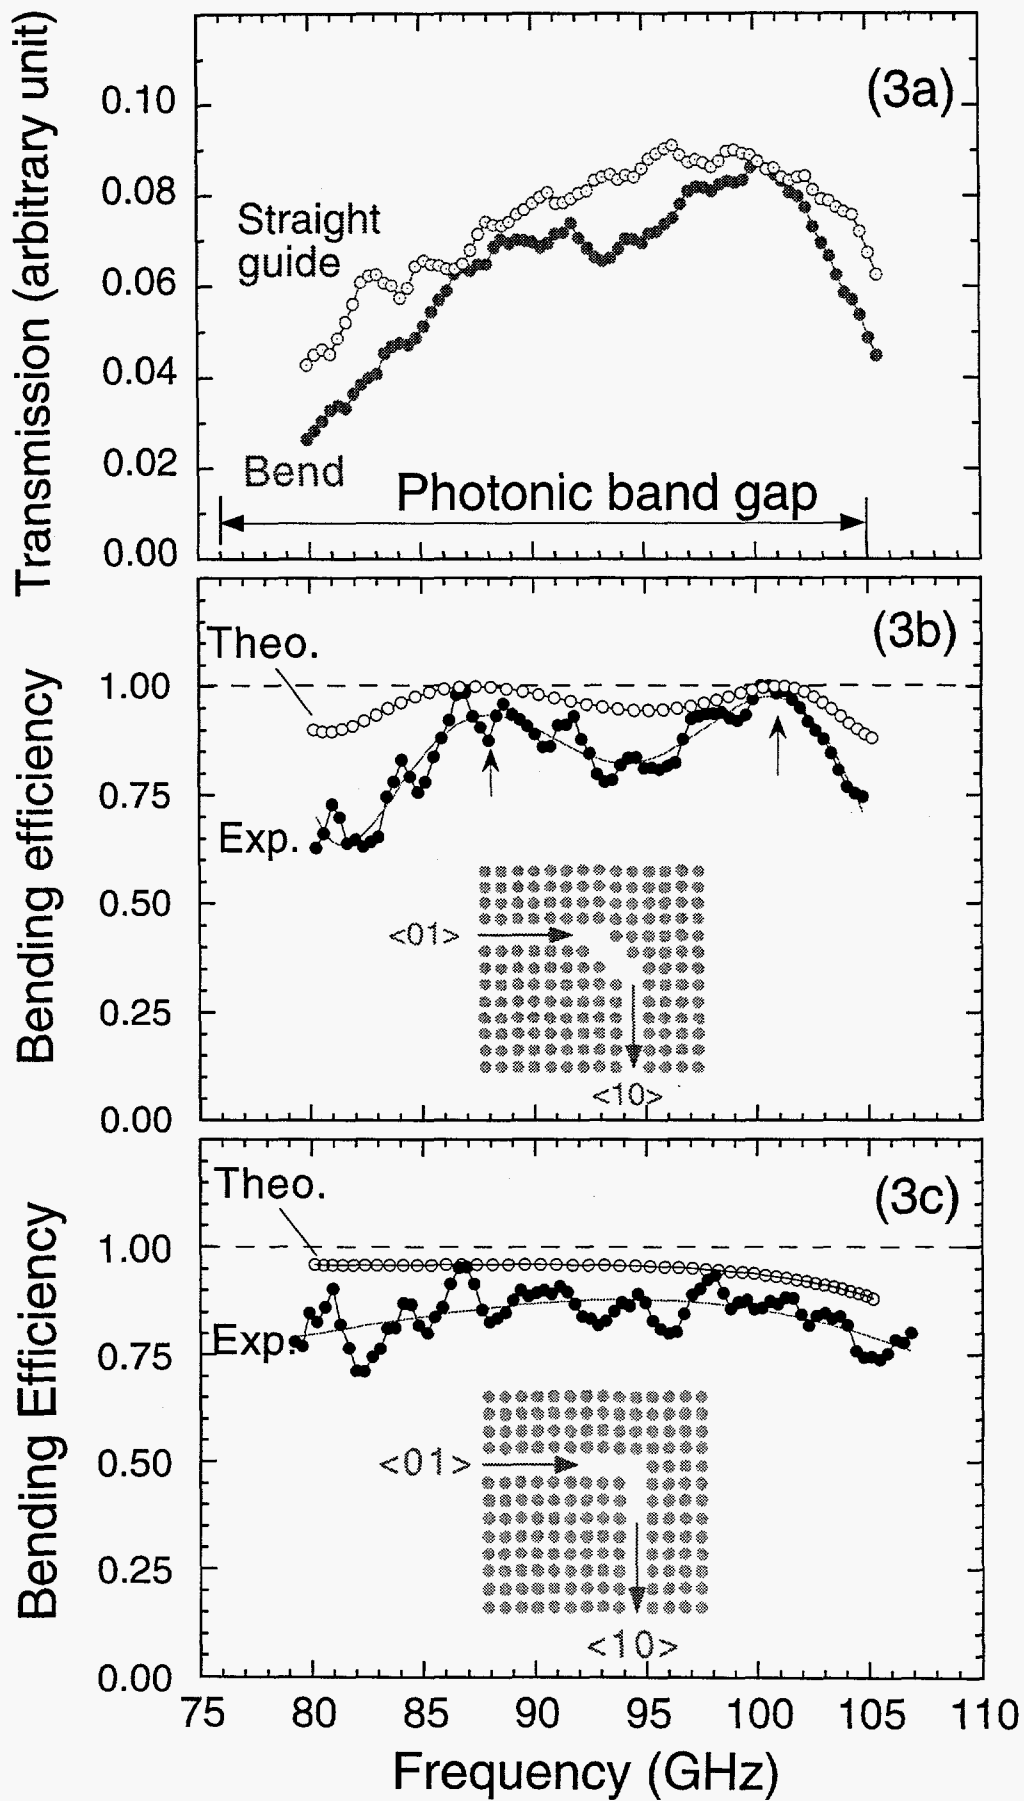 Transmission (arbitrary unit)
(3a)
0.10
0.08
0.06
0.04
0.02
0.00
Straight
guide
Bend
Photonic band gap
Bending efficiency
(3b)
Theo.
1.00
0.75
0.50
0.25
0.00
Exp.
<01>
<10>
Bending Efficiency
(3c)
Theo.
1.00
0.75
0.50
0.25
0.00
Exp.
<01>
<10>
75 80 85 90 95 100 105 110
Frequency (GHz)